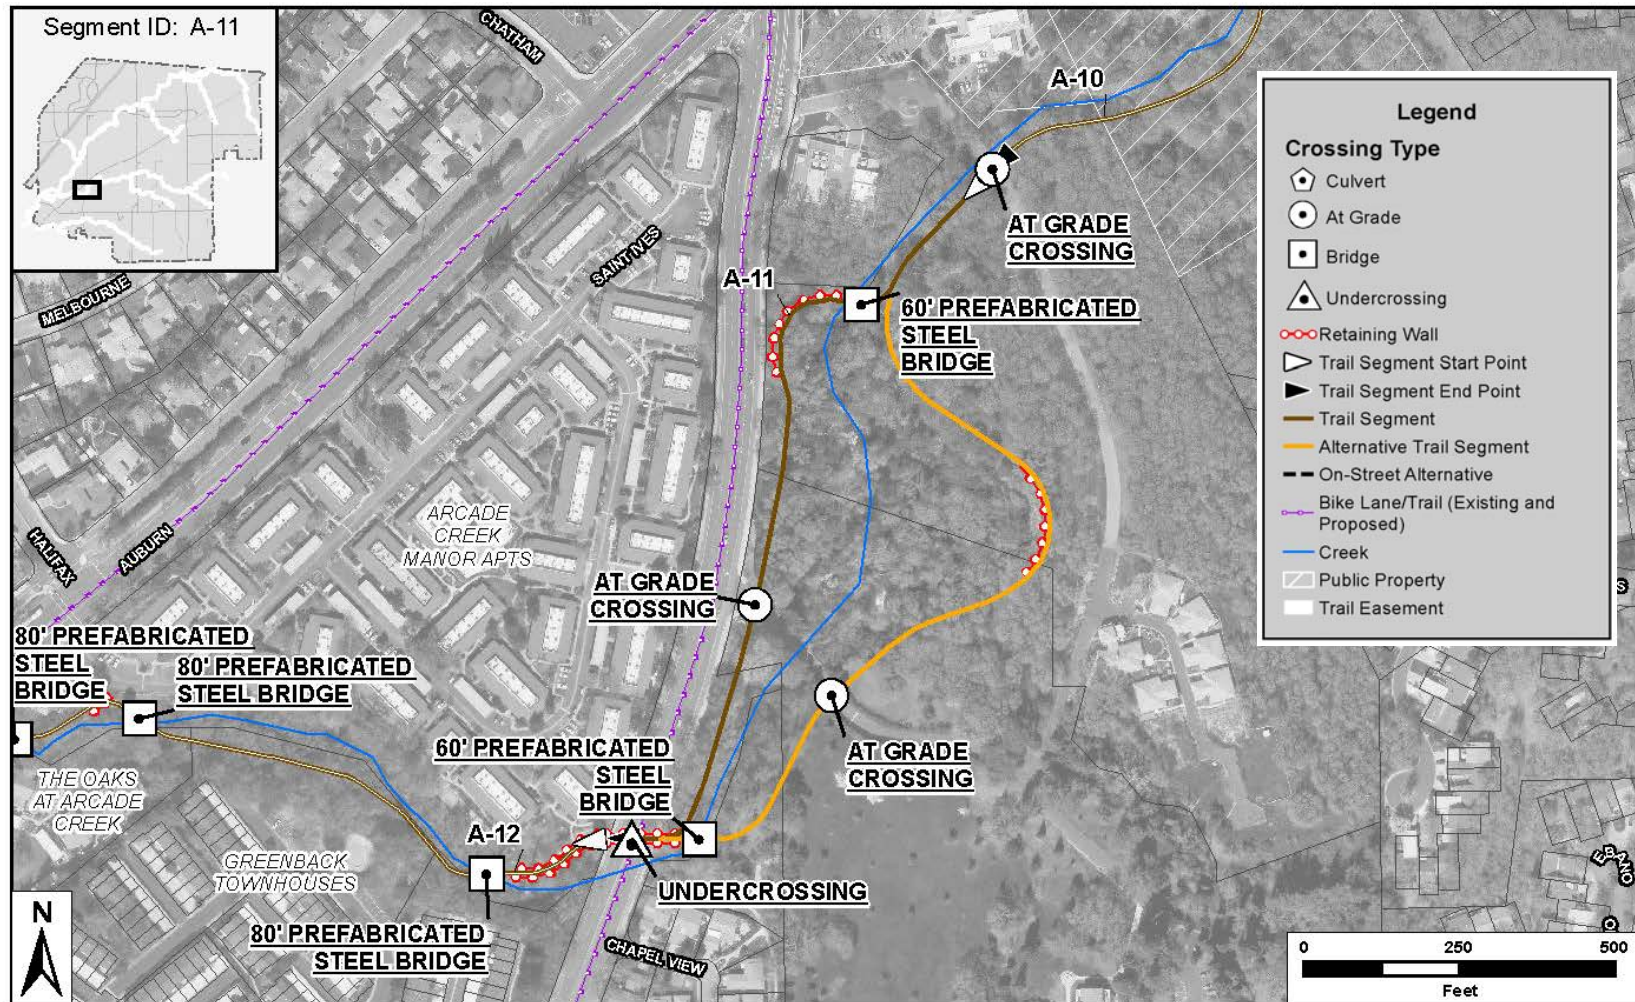 Segment ID: A-11
CHATHAM
MELBOURNE
SAINT IVES
A-10
A-11
AT GRADE
CROSSING
60' PREFABRICATED
STEEL
BRIDGE
HALIFAX
AUBURN
ARCADE
CREEK
MANOR APTS
AT GRADE
CROSSING
80' PREFABRICATED
STEEL
BRIDGE
80' PREFABRICATED
STEEL BRIDGE
60' PREFABRICATED
STEEL
BRIDGE
AT GRADE
CROSSING
THE OAKS
AT ARCADE
CREEK
A-12
GREENBACK
TOWNHOUSES
UNDERCROSSING
80' PREFABRICATED
STEEL BRIDGE
CHAPEL VIEW
N
Legend
Crossing Type
Culvert
At Grade
Bridge
Undercrossing
Retaining Wall
Trail Segment Start Point
Trail Segment End Point
Trail Segment
Alternative Trail Segment
On-Street Alternative
Bike Lane/Trail (Existing and
Proposed)
Creek
Public Property
Trail Easement
0 250 500
Feet